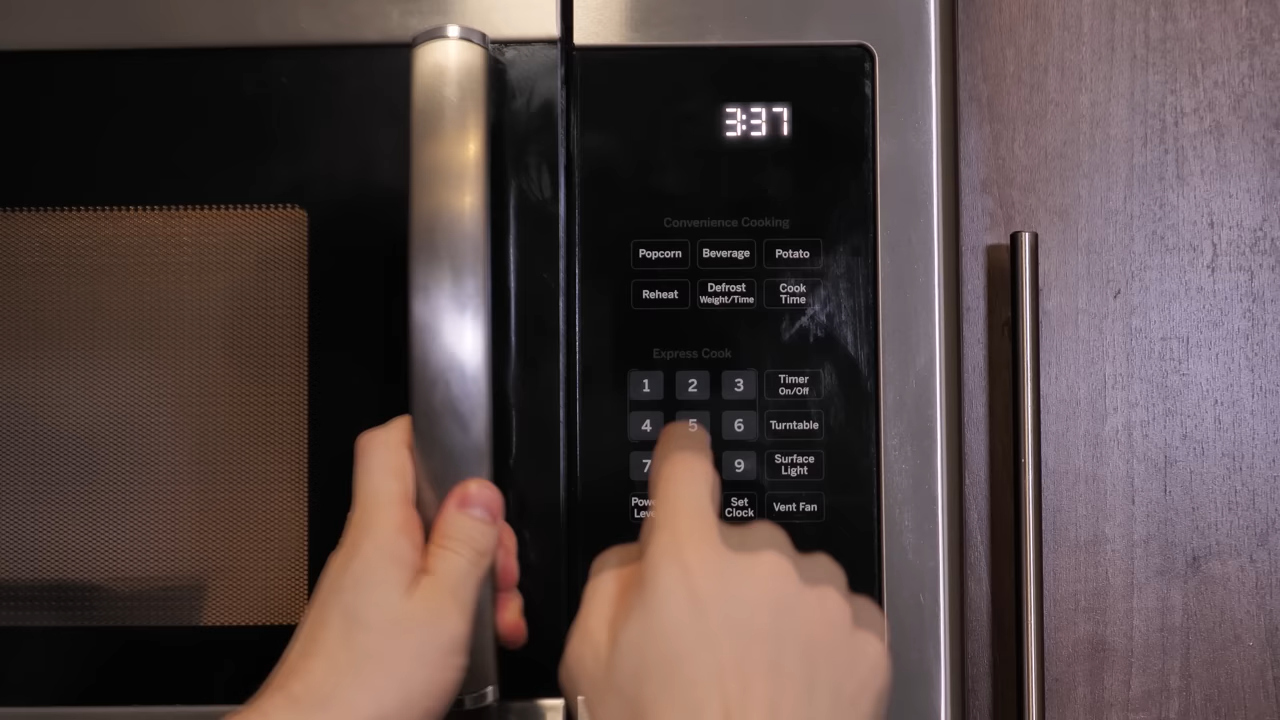 3:37
Convenience Cooking
Popcorn
Beverage
Potato
Reheat
Defrost
Weight/Time
Cook
Time
Express Cook
1
2
3
Timer
On/Off
4
5
6
Turntable
7
9
Surface
Light
Set
Clock
Vent Fan